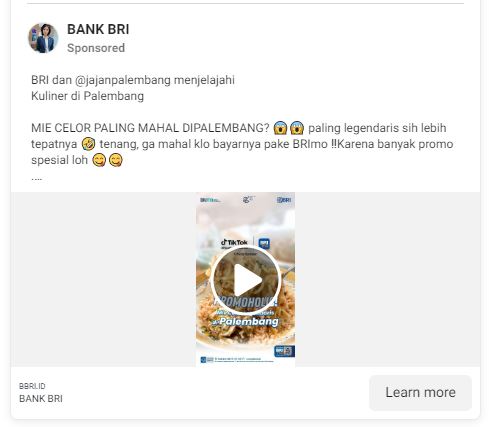 BANK BRI
Sponsored
BRI dan @jajanpalembang menjelajahi
Kuliner di Palembang
MIE CELOR PALING MAHAL DIPALEMBANG? 😱😱 paling legendaris sih lebih
tepatnya 🤣 tenang, ga mahal klo bayarnya pake BRImo ‼️Karena banyak promo
spesial loh 😋😋
....
BRI
TikTok
PROMOHOLIC!
Palembang
BBRI.ID
BANK BRI
Learn more